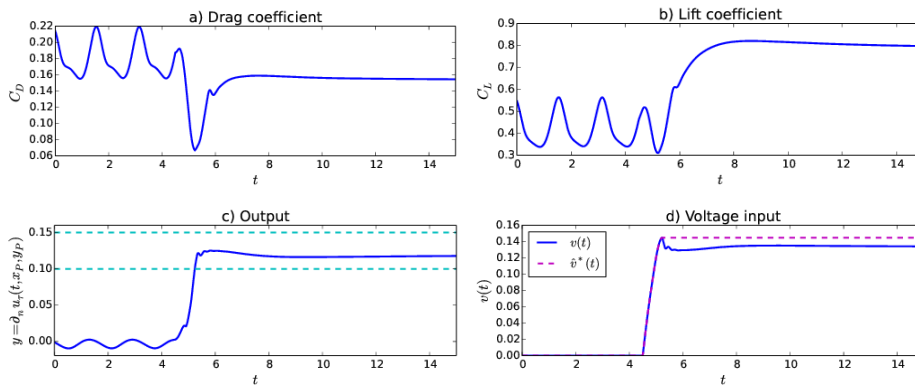 a) Drag coefficient
0.22
0.20
0.18
0.16
0.14
0.12
0.10
0.08
0.06
C_D
0 2 4 6 8 10 12 14
t
b) Lift coefficient
0.9
0.8
0.7
0.6
0.5
0.4
0.3
C_L
0 2 4 6 8 10 12 14
t
c) Output
0.15
0.10
0.05
0.00
y = ∂_n u_τ(t, x_P, y_P)
0 2 4 6 8 10 12 14
t
d) Voltage input
0.16
0.14
0.12
0.10
0.08
0.06
0.04
0.02
0.00
v(t)
v(t)
v̂*(t)
0 2 4 6 8 10 12 14
t